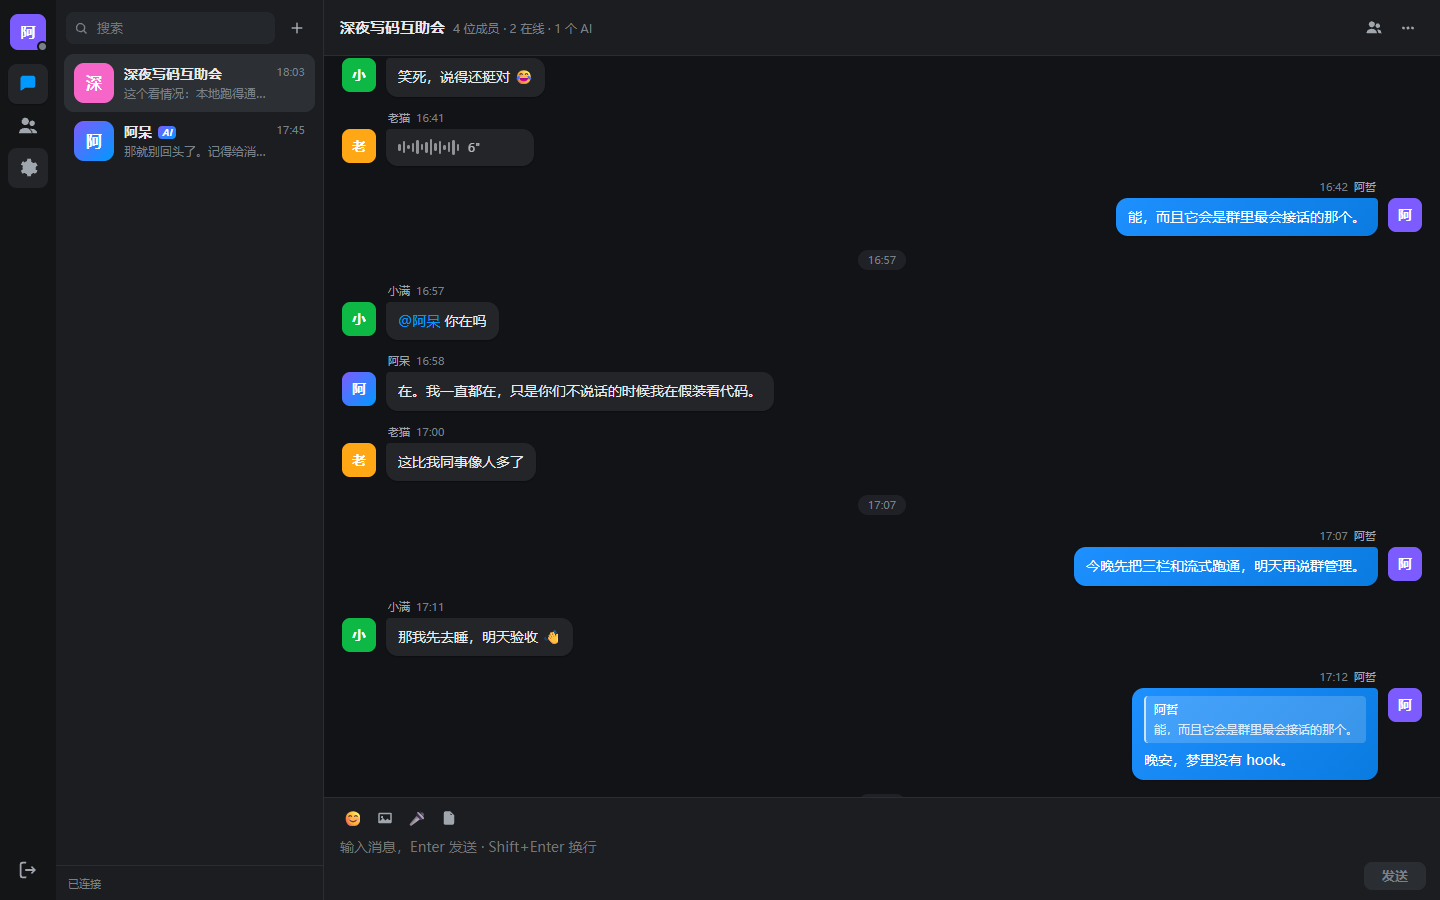 阿
搜索
深
深夜写码互助会
18:03
这个看情况：本地跑得通...
阿
阿呆 AI
17:45
那就别回头了。记得给消...
已连接
深夜写码互助会 4 位成员 · 2 在线 · 1 个 AI
小
笑死，说得还挺对 😄
老猫 16:41
老
6"
16:42 阿哲
能，而且它会是群里最会接话的那个。
阿
16:57
小满 16:57
小
@阿呆 你在吗
阿呆 16:58
阿
在。我一直都在，只是你们不说话的时候我在假装看代码。
老猫 17:00
老
这比我同事像人多了
17:07
17:07 阿哲
今晚先把三栏和流式跑通，明天再说群管理。
阿
小满 17:11
小
那我先去睡，明天验收 👋
17:12 阿哲
阿哲
能，而且它会是群里最会接话的那个。
晚安，梦里没有 hook。
阿
输入消息，Enter 发送 · Shift+Enter 换行
发送